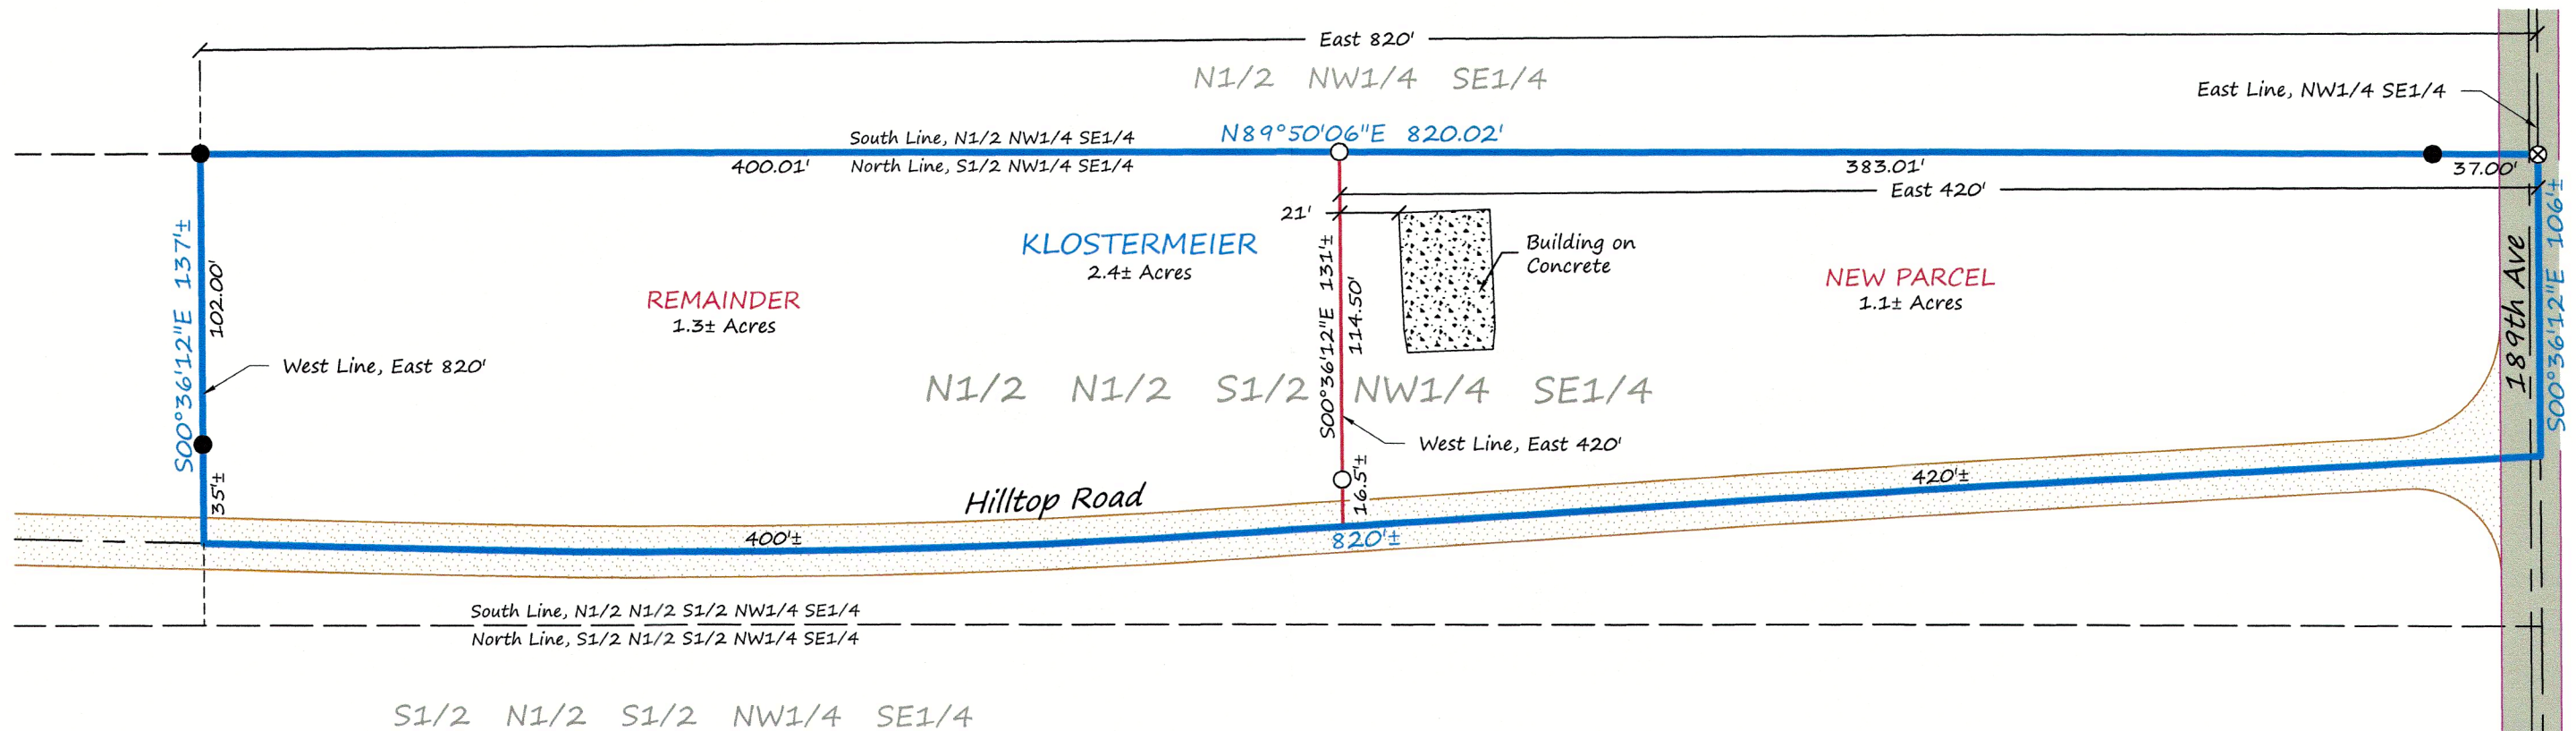 East 820'
N1/2 NW1/4 SE1/4
East Line, NW1/4 SE1/4
South Line, N1/2 NW1/4 SE1/4
N89°50'06"E 820.02'
400.01'
North Line, S1/2 NW1/4 SE1/4
383.01'
37.00'
East 420'
21'
KLOSTERMEIER
2.4± Acres
Building on
Concrete
NEW PARCEL
1.1± Acres
REMAINDER
1.3± Acres
S00°36'12"E 137'±
102.00'
West Line, East 820'
35'±
S00°36'12"E 131'±
114.50'
189th Ave
S00°36'12"E 106'±
N1/2 N1/2 S1/2 NW1/4 SE1/4
West Line, East 420'
16.5'±
Hilltop Road
420'±
400'±
820'±
South Line, N1/2 N1/2 S1/2 NW1/4 SE1/4
North Line, S1/2 N1/2 S1/2 NW1/4 SE1/4
S1/2 N1/2 S1/2 NW1/4 SE1/4